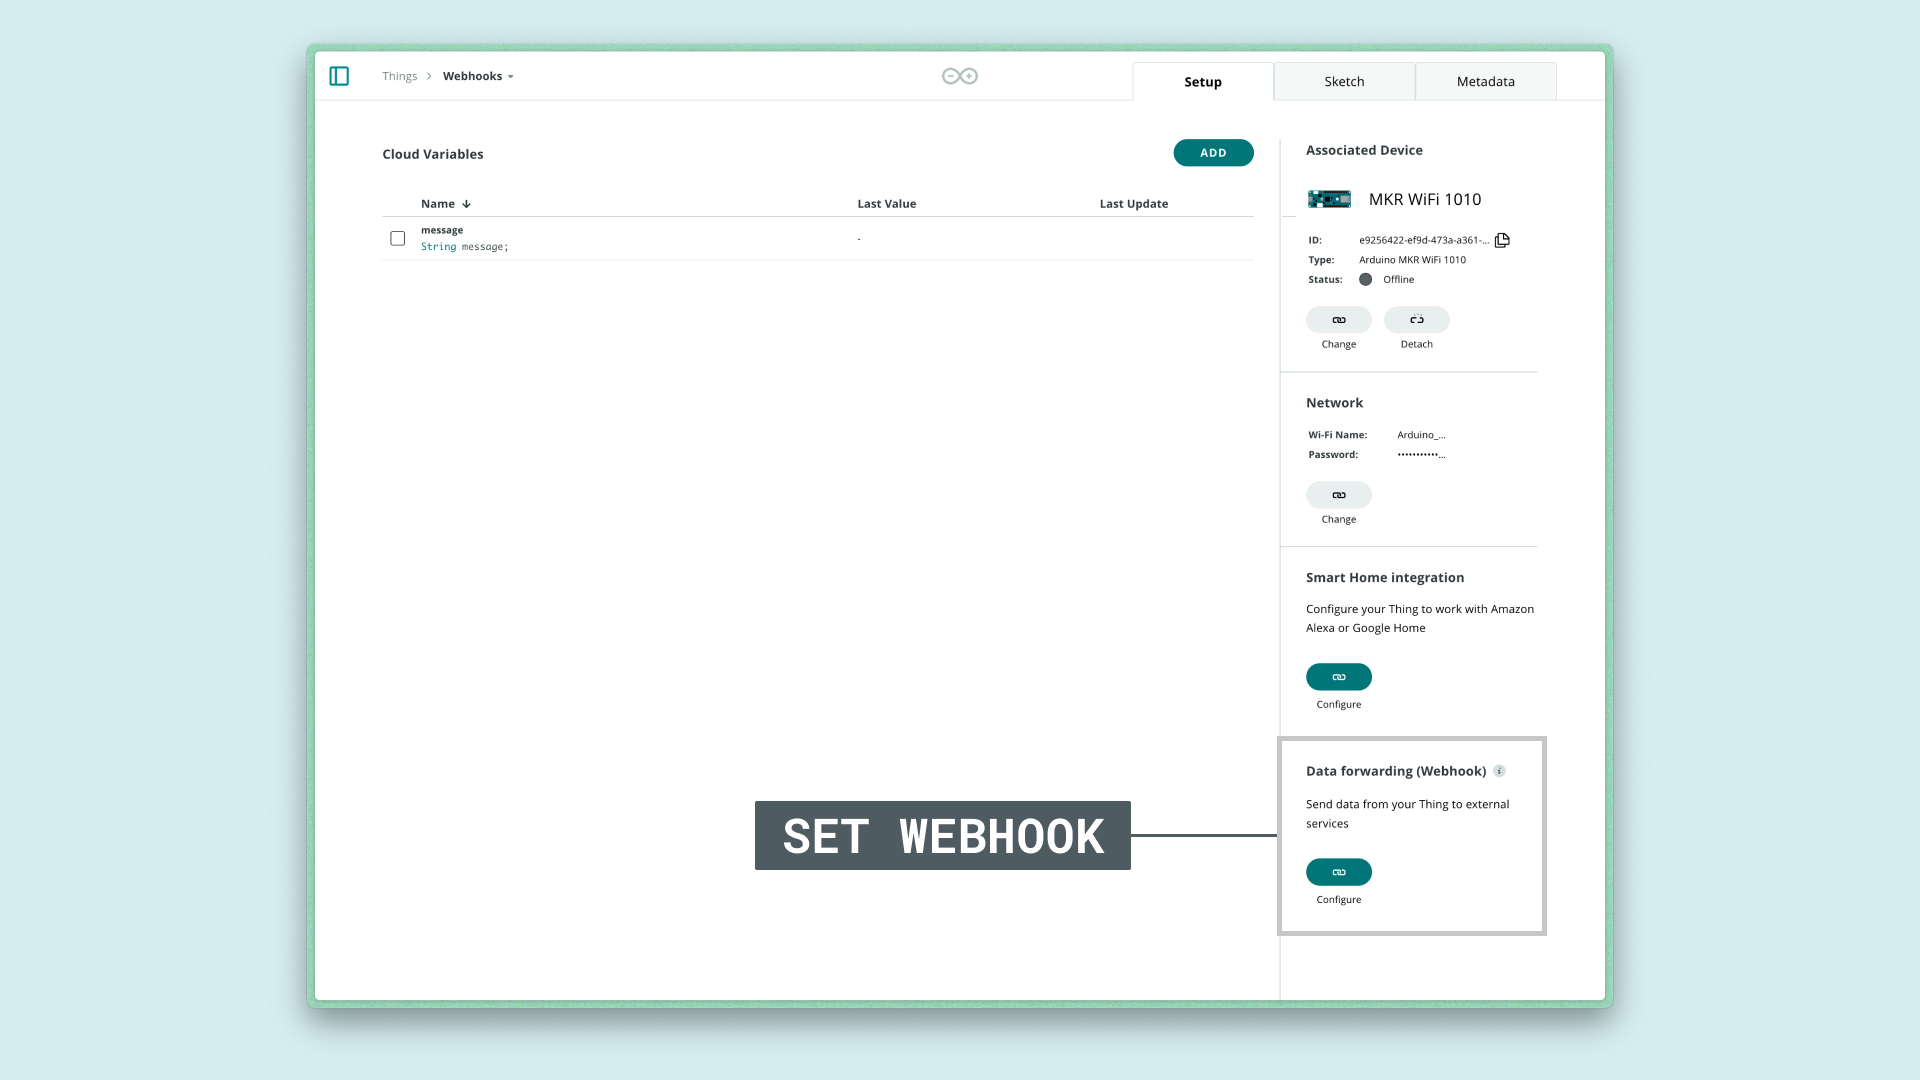 Things > Webhooks
Setup
Sketch
Metadata
Cloud Variables
ADD
Name
Last Value
Last Update
message
String message;
-
Associated Device
MKR WiFi 1010
ID: e9256422-ef9d-473a-a361-...
Type: Arduino MKR WiFi 1010
Status: Offline
Change
Detach
Network
Wi-Fi Name: Arduino_...
Password: •••••••••••...
Change
Smart Home integration
Configure your Thing to work with Amazon
Alexa or Google Home
Configure
Data forwarding (Webhook) i
Send data from your Thing to external
services
SET WEBHOOK
Configure